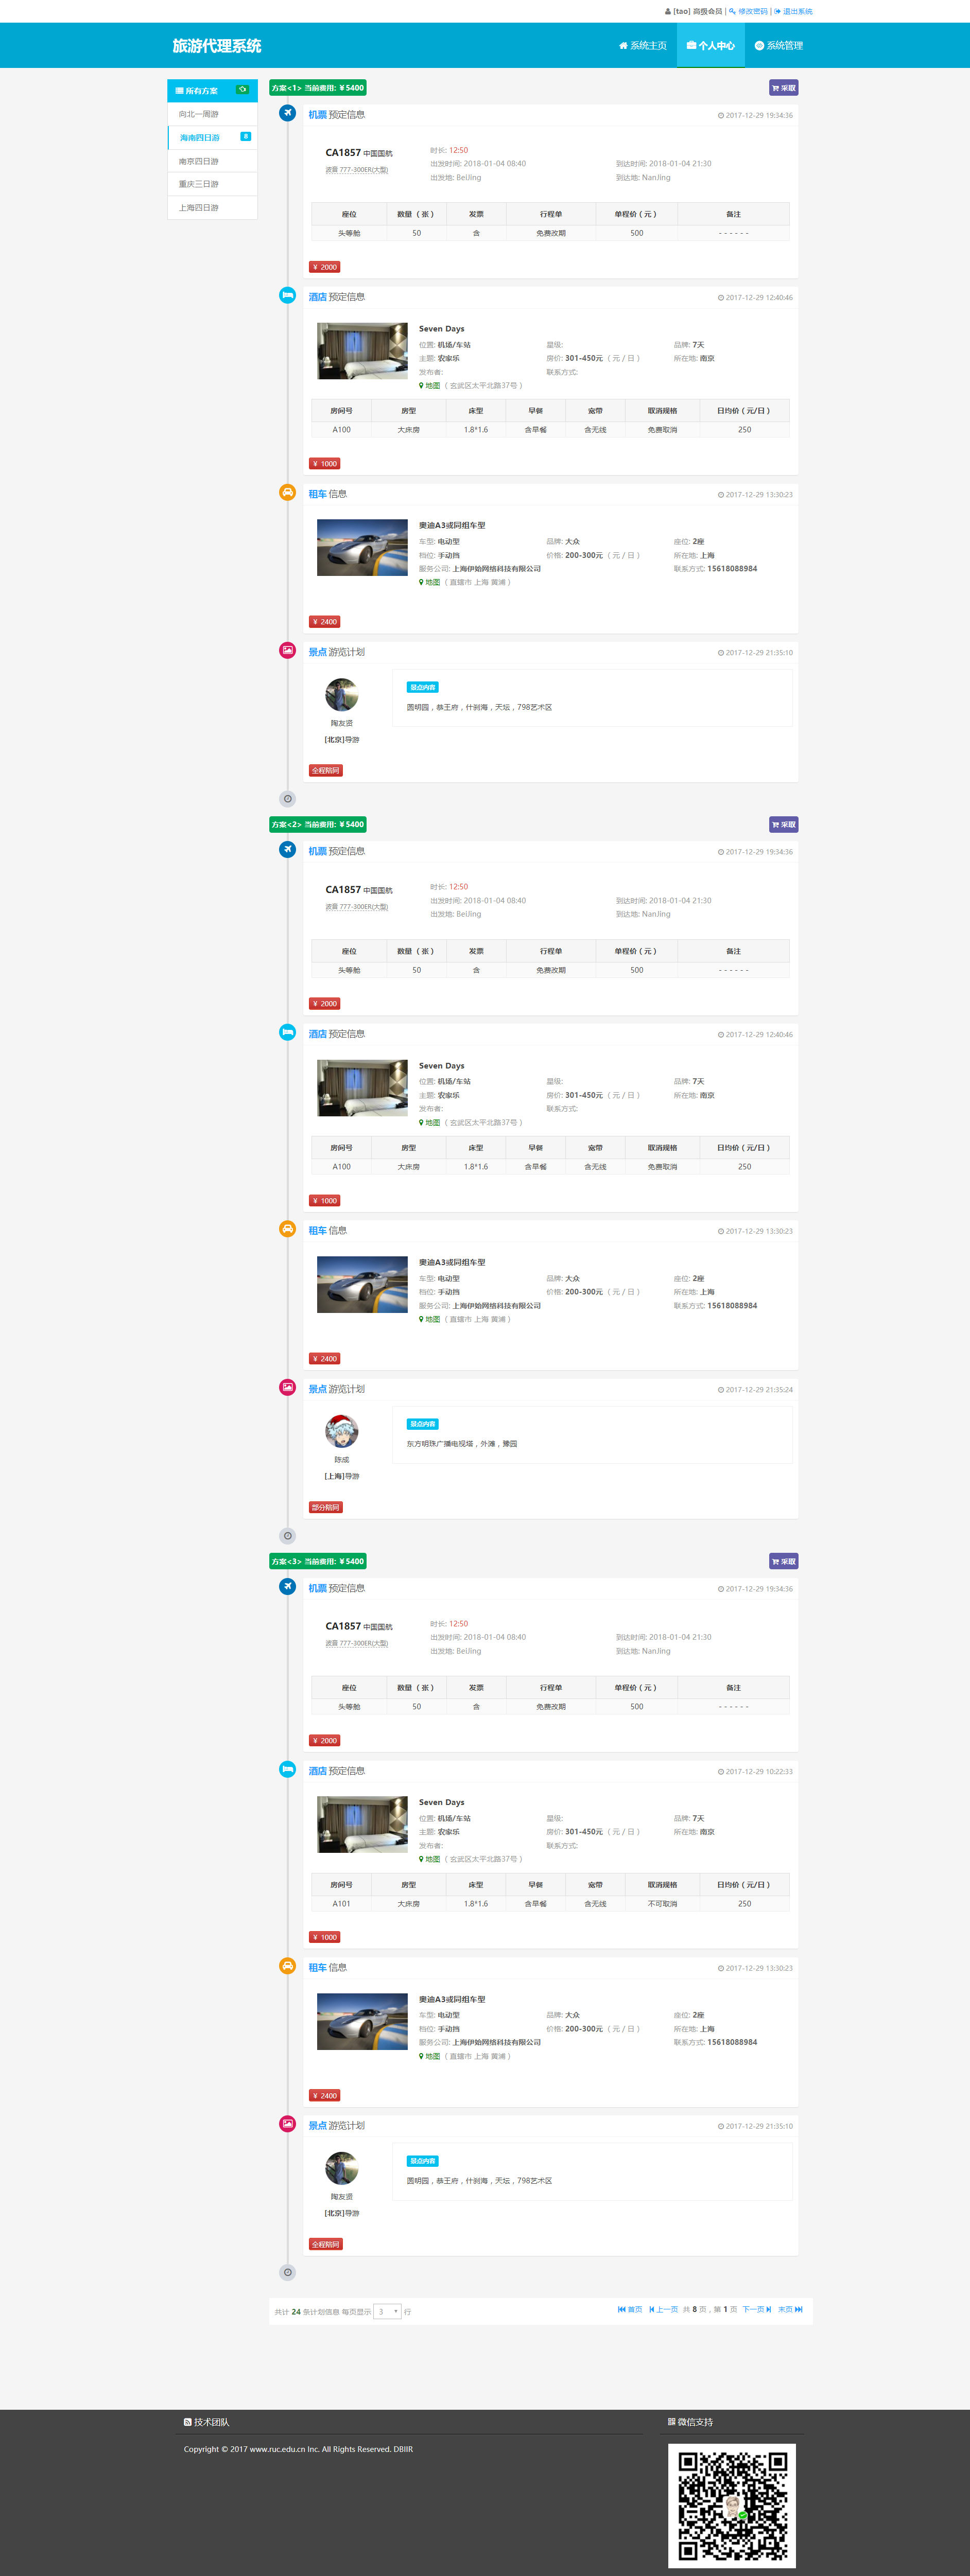 [tao] 高级会员 | 修改密码 | 退出系统
旅游代理系统 系统主页 个人中心 系统管理
所有方案
向北一周游
海南四日游 8
南京四日游
重庆三日游
上海四日游
方案<1> 当前费用: ¥5400 采取
机票 预定信息 2017-12-29 19:34:36
CA1857 中国国航 时长: 12:50
波音 777-300ER(大型) 出发时间: 2018-01-04 08:40 到达时间: 2018-01-04 21:30
出发地: BeiJing 到达地: NanJing
座位 数量（张） 发票 行程单 单程价（元） 备注
头等舱 50 含 免费改期 500 ------
¥ 2000
酒店 预定信息 2017-12-29 12:40:46
Seven Days
位置: 机场/车站 星级: 品牌: 7天
主题: 农家乐 房价: 301-450元（元/日） 所在地: 南京
发布者: 联系方式:
地图（玄武区太平北路37号）
房间号 房型 床型 早餐 宽带 取消规格 日均价（元/日）
A100 大床房 1.8*1.6 含早餐 含无线 免费取消 250
¥ 1000
租车 信息 2017-12-29 13:30:23
奥迪A3或同组车型
车型: 电动型 品牌: 大众 座位: 2座
档位: 手动挡 价格: 200-300元（元/日） 所在地: 上海
服务公司: 上海伊始网络科技有限公司 联系方式: 15618088984
地图（直辖市 上海 黄浦）
¥ 2400
景点 游览计划 2017-12-29 21:35:10
景点内容
圆明园，恭王府，什刹海，天坛，798艺术区
陶友贤
[北京]导游
全程陪同
方案<2> 当前费用: ¥5400 采取
机票 预定信息 2017-12-29 19:34:36
CA1857 中国国航 时长: 12:50
波音 777-300ER(大型) 出发时间: 2018-01-04 08:40 到达时间: 2018-01-04 21:30
出发地: BeiJing 到达地: NanJing
座位 数量（张） 发票 行程单 单程价（元） 备注
头等舱 50 含 免费改期 500 ------
¥ 2000
酒店 预定信息 2017-12-29 12:40:46
Seven Days
位置: 机场/车站 星级: 品牌: 7天
主题: 农家乐 房价: 301-450元（元/日） 所在地: 南京
发布者: 联系方式:
地图（玄武区太平北路37号）
房间号 房型 床型 早餐 宽带 取消规格 日均价（元/日）
A100 大床房 1.8*1.6 含早餐 含无线 免费取消 250
¥ 1000
租车 信息 2017-12-29 13:30:23
奥迪A3或同组车型
车型: 电动型 品牌: 大众 座位: 2座
档位: 手动挡 价格: 200-300元（元/日） 所在地: 上海
服务公司: 上海伊始网络科技有限公司 联系方式: 15618088984
地图（直辖市 上海 黄浦）
¥ 2400
景点 游览计划 2017-12-29 21:35:24
景点内容
东方明珠广播电视塔，外滩，豫园
陈成
[上海]导游
部分陪同
方案<3> 当前费用: ¥5400 采取
机票 预定信息 2017-12-29 19:34:36
CA1857 中国国航 时长: 12:50
波音 777-300ER(大型) 出发时间: 2018-01-04 08:40 到达时间: 2018-01-04 21:30
出发地: BeiJing 到达地: NanJing
座位 数量（张） 发票 行程单 单程价（元） 备注
头等舱 50 含 免费改期 500 ------
¥ 2000
酒店 预定信息 2017-12-29 10:22:33
Seven Days
位置: 机场/车站 星级: 品牌: 7天
主题: 农家乐 房价: 301-450元（元/日） 所在地: 南京
发布者: 联系方式:
地图（玄武区太平北路37号）
房间号 房型 床型 早餐 宽带 取消规格 日均价（元/日）
A101 大床房 1.8*1.6 含早餐 含无线 不可取消 250
¥ 1000
租车 信息 2017-12-29 13:30:23
奥迪A3或同组车型
车型: 电动型 品牌: 大众 座位: 2座
档位: 手动挡 价格: 200-300元（元/日） 所在地: 上海
服务公司: 上海伊始网络科技有限公司 联系方式: 15618088984
地图（直辖市 上海 黄浦）
¥ 2400
景点 游览计划 2017-12-29 21:35:10
景点内容
圆明园，恭王府，什刹海，天坛，798艺术区
陶友贤
[北京]导游
全程陪同
共计 24 条计划信息 每页显示 3 行 首页 上一页 共 8 页，第 1 页 下一页 末页
技术团队 微信支持
Copyright © 2017 www.ruc.edu.cn Inc. All Rights Reserved. DBIIR